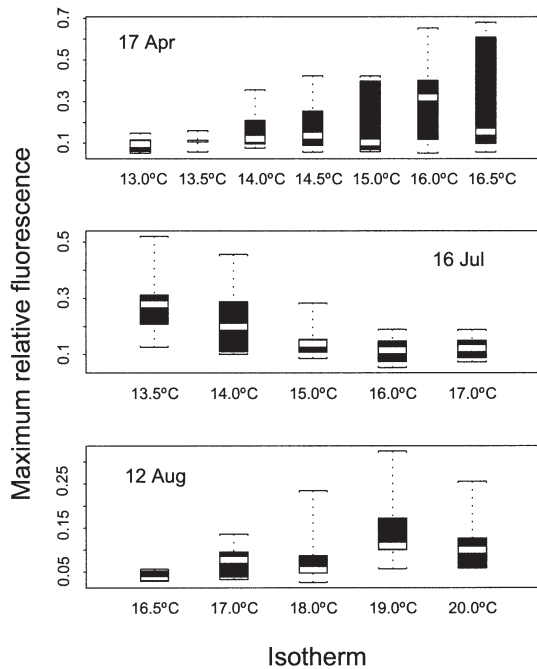 Maximum relative fluorescence
17 Apr
0.7
0.5
0.3
0.1
13.0ºC 13.5ºC 14.0ºC 14.5ºC 15.0ºC 16.0ºC 16.5ºC
16 Jul
0.5
0.3
0.1
13.5ºC 14.0ºC 15.0ºC 16.0ºC 17.0ºC
12 Aug
0.25
0.15
0.05
16.5ºC 17.0ºC 18.0ºC 19.0ºC 20.0ºC
Isotherm